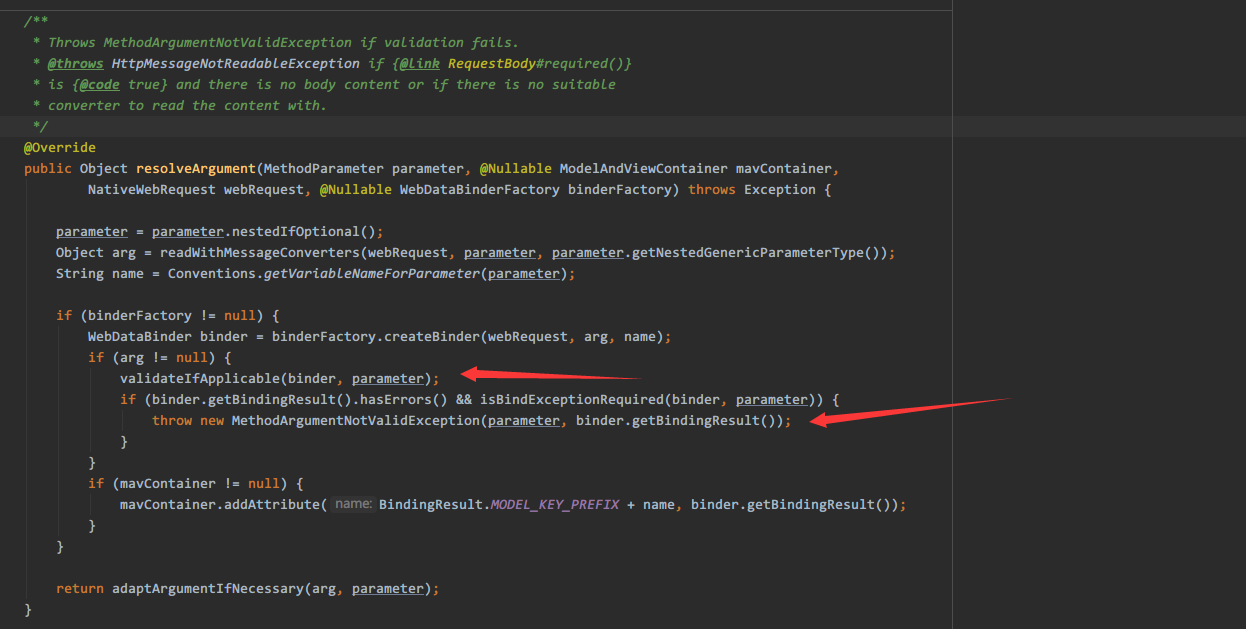 /**
 * Throws MethodArgumentNotValidException if validation fails.
 * @throws HttpMessageNotReadableException if {@link RequestBody#required()}
 * is {@code true} and there is no body content or if there is no suitable
 * converter to read the content with.
 */
@Override
public Object resolveArgument(MethodParameter parameter, @Nullable ModelAndViewContainer mavContainer,
        NativeWebRequest webRequest, @Nullable WebDataBinderFactory binderFactory) throws Exception {
    parameter = parameter.nestedIfOptional();
    Object arg = readWithMessageConverters(webRequest, parameter, parameter.getNestedGenericParameterType());
    String name = Conventions.getVariableNameForParameter(parameter);
    if (binderFactory != null) {
        WebDataBinder binder = binderFactory.createBinder(webRequest, arg, name);
        if (arg != null) {
            validateIfApplicable(binder, parameter);
            if (binder.getBindingResult().hasErrors() && isBindExceptionRequired(binder, parameter)) {
                throw new MethodArgumentNotValidException(parameter, binder.getBindingResult());
            }
        }
        if (mavContainer != null) {
            mavContainer.addAttribute( name: BindingResult.MODEL_KEY_PREFIX + name, binder.getBindingResult());
        }
    }
    return adaptArgumentIfNecessary(arg, parameter);
}